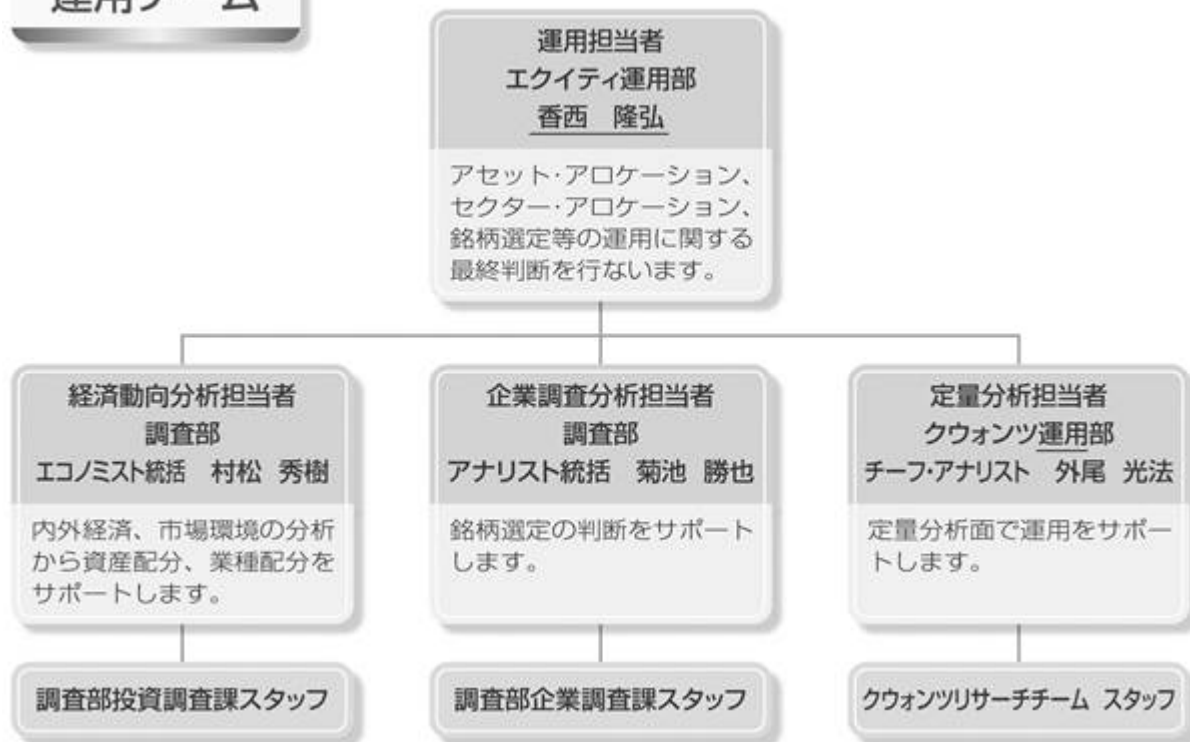 運用チーム
運用担当者
エクイティ運用部
香西 隆弘
アセット・アロケーション、
セクター・アロケーション、
銘柄選定等の運用に関する
最終判断を行ないます。
経済動向分析担当者
調査部
エコノミスト統括 村松 秀樹
内外経済、市場環境の分析
から資産配分、業種配分を
サポートします。
調査部投資調査課スタッフ
企業調査分析担当者
調査部
アナリスト統括 菊池 勝也
銘柄選定の判断をサポート
します。
調査部企業調査課スタッフ
定量分析担当者
クウォンツ運用部
チーフ・アナリスト 外尾 光法
定量分析面で運用をサポー
トします。
クウォンツリサーチチーム スタッフ